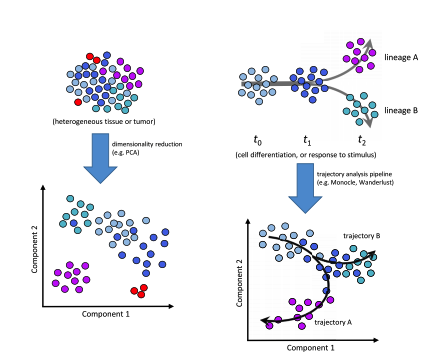 lineage A
lineage B
t0 t1 t2
(heterogeneous tissue or tumor)
(cell differentiation, or response to stimulus)
dimensionality reduction
(e.g. PCA)
trajectory analysis pipeline
(e.g. Monocle, Wanderlust)
Component 2
Component 1
Component 2
trajectory B
trajectory A
Component 1